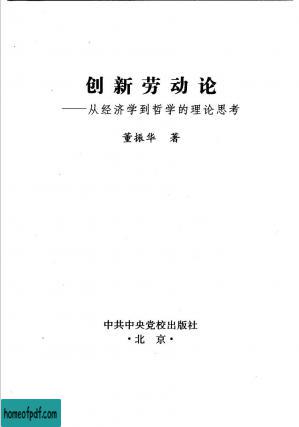 创新劳动论
——从经济学到哲学的理论思考
董振华 著
中共中央党校出版社
·北京·
homeofpdf.com